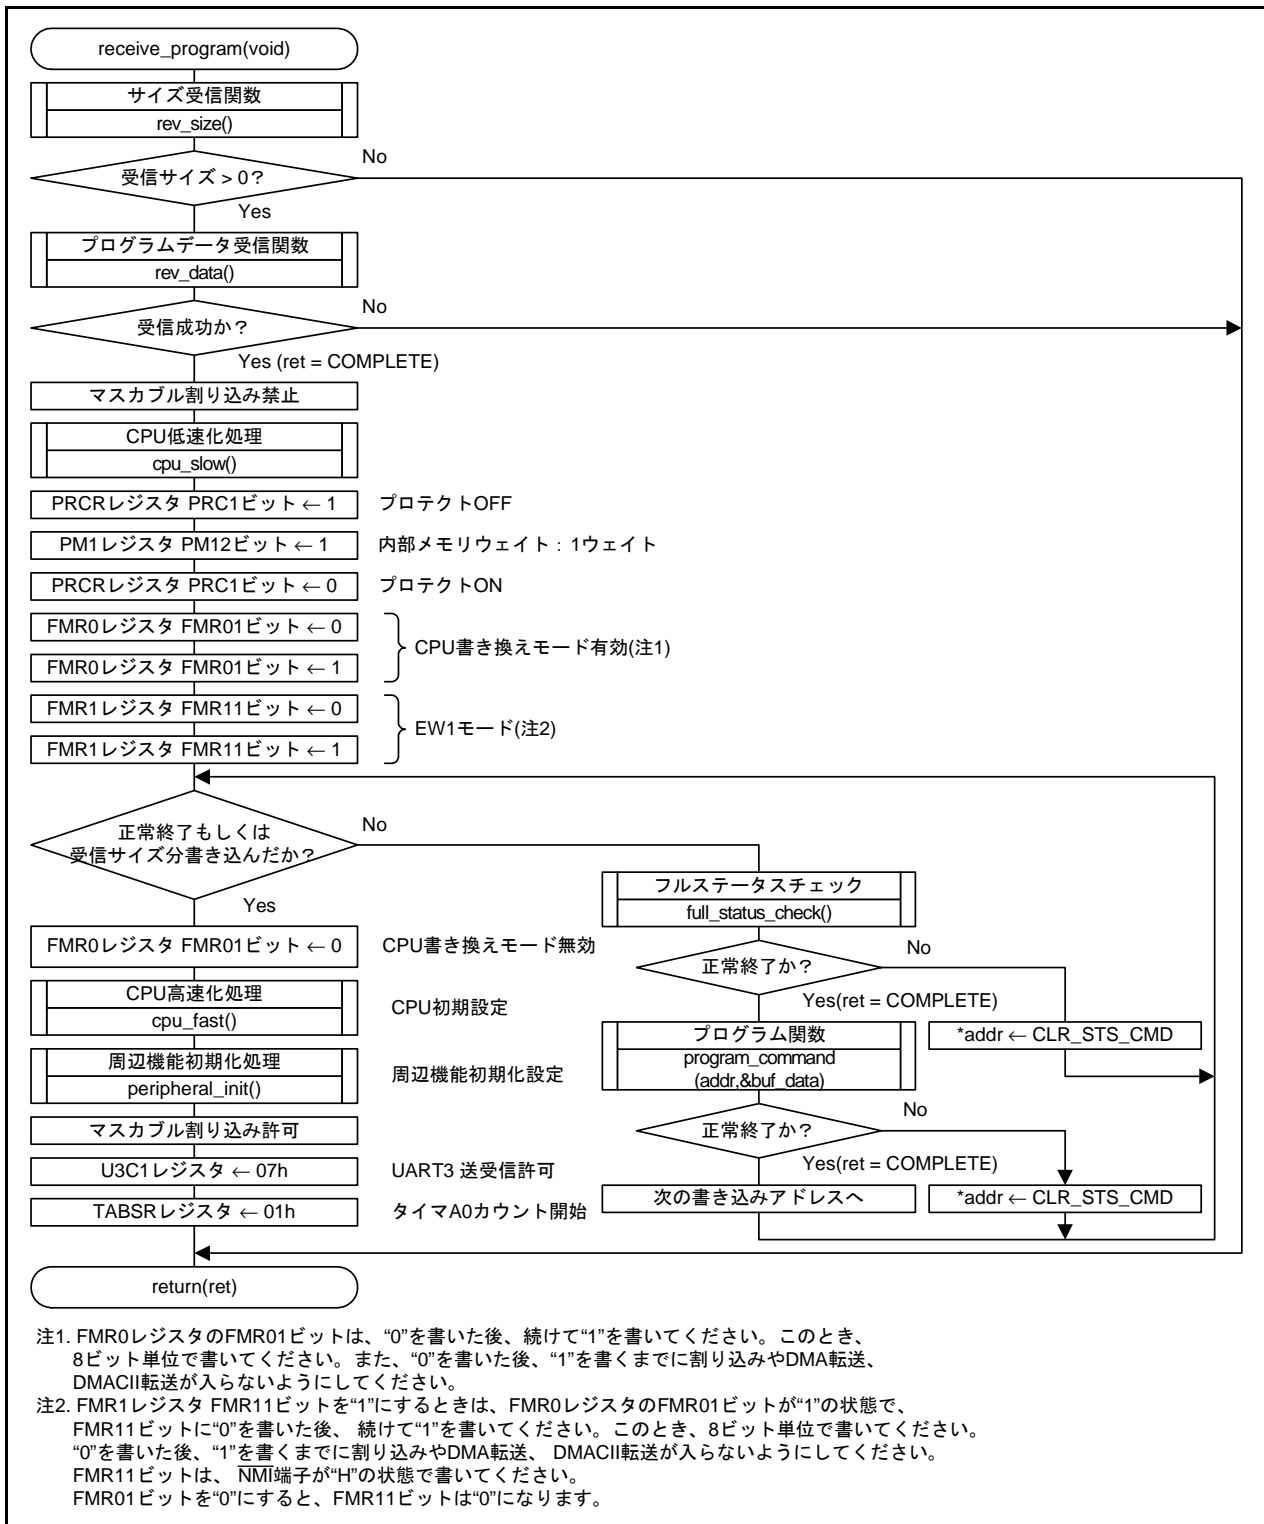 receive_program(void)
サイズ受信関数
rev_size()
No
受信サイズ > 0？
Yes
プログラムデータ受信関数
rev_data()
No
受信成功か？
Yes (ret = COMPLETE)
マスカブル割り込み禁止
CPU低速化処理
cpu_slow()
PRCRレジスタ PRC1ビット ← 1 プロテクトOFF
PM1レジスタ PM12ビット ← 1 内部メモリウェイト：1ウェイト
PRCRレジスタ PRC1ビット ← 0 プロテクトON
FMR0レジスタ FMR01ビット ← 0
CPU書き換えモード有効(注1)
FMR0レジスタ FMR01ビット ← 1
FMR1レジスタ FMR11ビット ← 0
EW1モード(注2)
FMR1レジスタ FMR11ビット ← 1
正常終了もしくは
受信サイズ分書き込んだか？
No
Yes
FMR0レジスタ FMR01ビット ← 0 CPU書き換えモード無効
CPU高速化処理
cpu_fast()
CPU初期設定
周辺機能初期化処理
peripheral_init()
周辺機能初期化設定
マスカブル割り込み許可
U3C1レジスタ ← 07h UART3 送受信許可
TABSRレジスタ ← 01h タイマA0カウント開始
フルステータスチェック
full_status_check()
No
正常終了か？
Yes(ret = COMPLETE)
プログラム関数
program_command
(addr,&buf_data)
*addr ← CLR_STS_CMD
No
正常終了か？
Yes(ret = COMPLETE)
次の書き込みアドレスへ
*addr ← CLR_STS_CMD
return(ret)
注1. FMR0レジスタのFMR01ビットは、“0”を書いた後、続けて“1”を書いてください。このとき、
8ビット単位で書いてください。また、“0”を書いた後、“1”を書くまでに割り込みやDMA転送、
DMACII転送が入らないようにしてください。
注2. FMR1レジスタ FMR11ビットを“1”にするときは、FMR0レジスタのFMR01ビットが“1”の状態で、
FMR11ビットに“0”を書いた後、 続けて“1”を書いてください。このとき、8ビット単位で書いてください。
“0”を書いた後、“1”を書くまでに割り込みやDMA転送、 DMACII転送が入らないようにしてください。
FMR11ビットは、 NMI端子が“H”の状態で書いてください。
FMR01ビットを“0”にすると、FMR11ビットは“0”になります。